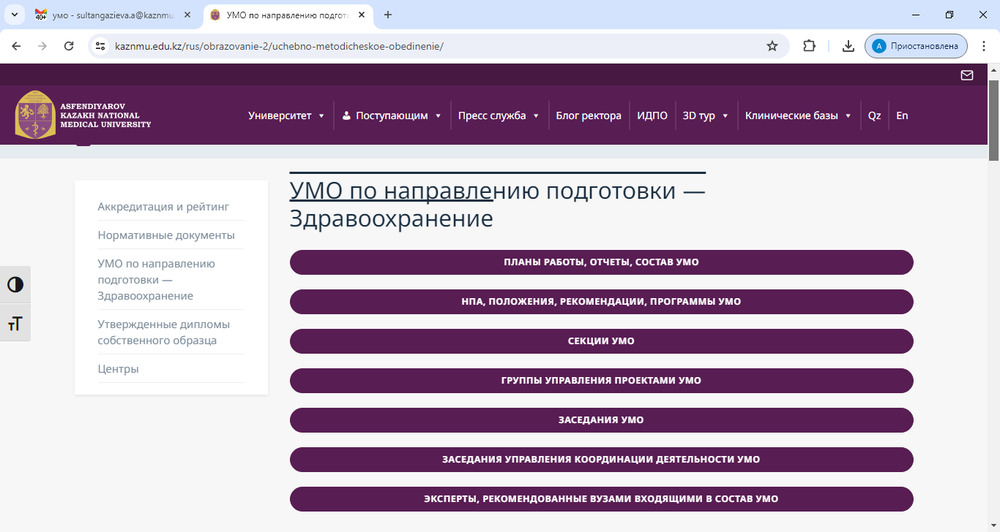 умо - sultangazieva.a@kaznmu
УМО по направлению подгот
kaznmu.edu.kz/rus/obrazovanie-2/uchebno-metodicheskoe-obedinenie/
A
Приостановлена
ASFENDIYAROV
KAZAKH NATIONAL
MEDICAL UNIVERSITY
Университет
Поступающим
Пресс служба
Блог ректора
ИДПО
3D тур
Клинические базы
Qz
En
Аккредитация и рейтинг
Нормативные документы
УМО по направлению
подготовки —
Здравоохранение
Утвержденные дипломы
собственного образца
Центры
УМО по направлению подготовки —
Здравоохранение
ПЛАНЫ РАБОТЫ, ОТЧЕТЫ, СОСТАВ УМО
НПА, ПОЛОЖЕНИЯ, РЕКОМЕНДАЦИИ, ПРОГРАММЫ УМО
СЕКЦИИ УМО
ГРУППЫ УПРАВЛЕНИЯ ПРОЕКТАМИ УМО
ЗАСЕДАНИЯ УМО
ЗАСЕДАНИЯ УПРАВЛЕНИЯ КООРДИНАЦИИ ДЕЯТЕЛЬНОСТИ УМО
ЭКСПЕРТЫ, РЕКОМЕНДОВАННЫЕ ВУЗАМИ ВХОДЯЩИМИ В СОСТАВ УМО